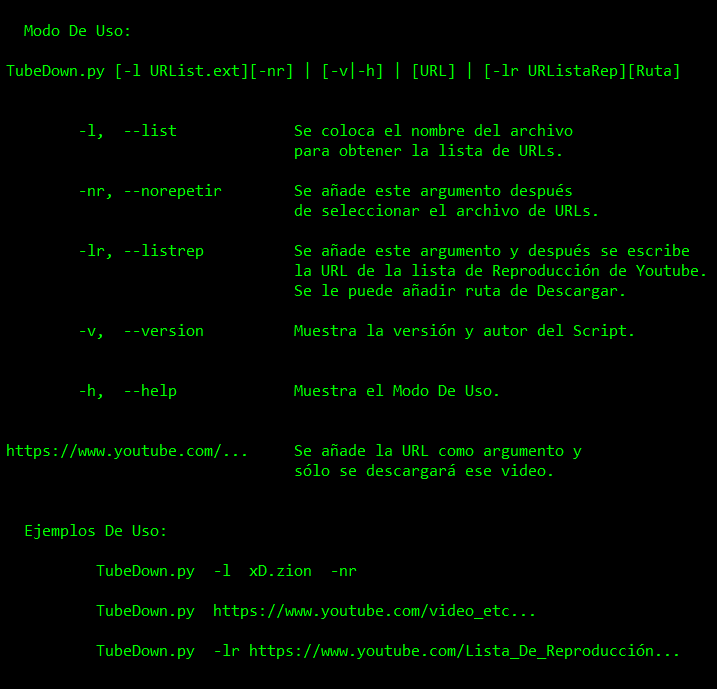 Modo De Uso:
TubeDown.py [-l URList.ext][-nr] | [-v|-h] | [URL] | [-lr URListaRep][Ruta]
-l,  --list             Se coloca el nombre del archivo
para obtener la lista de URLs.
-nr, --norepetir        Se añade este argumento después
de seleccionar el archivo de URLs.
-lr, --listrep          Se añade este argumento y después se escribe
la URL de la lista de Reproducción de Youtube.
Se le puede añadir ruta de Descargar.
-v,  --version          Muestra la versión y autor del Script.
-h,  --help             Muestra el Modo De Uso.
https://www.youtube.com/...     Se añade la URL como argumento y
sólo se descargará ese video.
Ejemplos De Uso:
TubeDown.py  -l  xD.zion  -nr
TubeDown.py  https://www.youtube.com/video_etc...
TubeDown.py  -lr https://www.youtube.com/Lista_De_Reproducción...